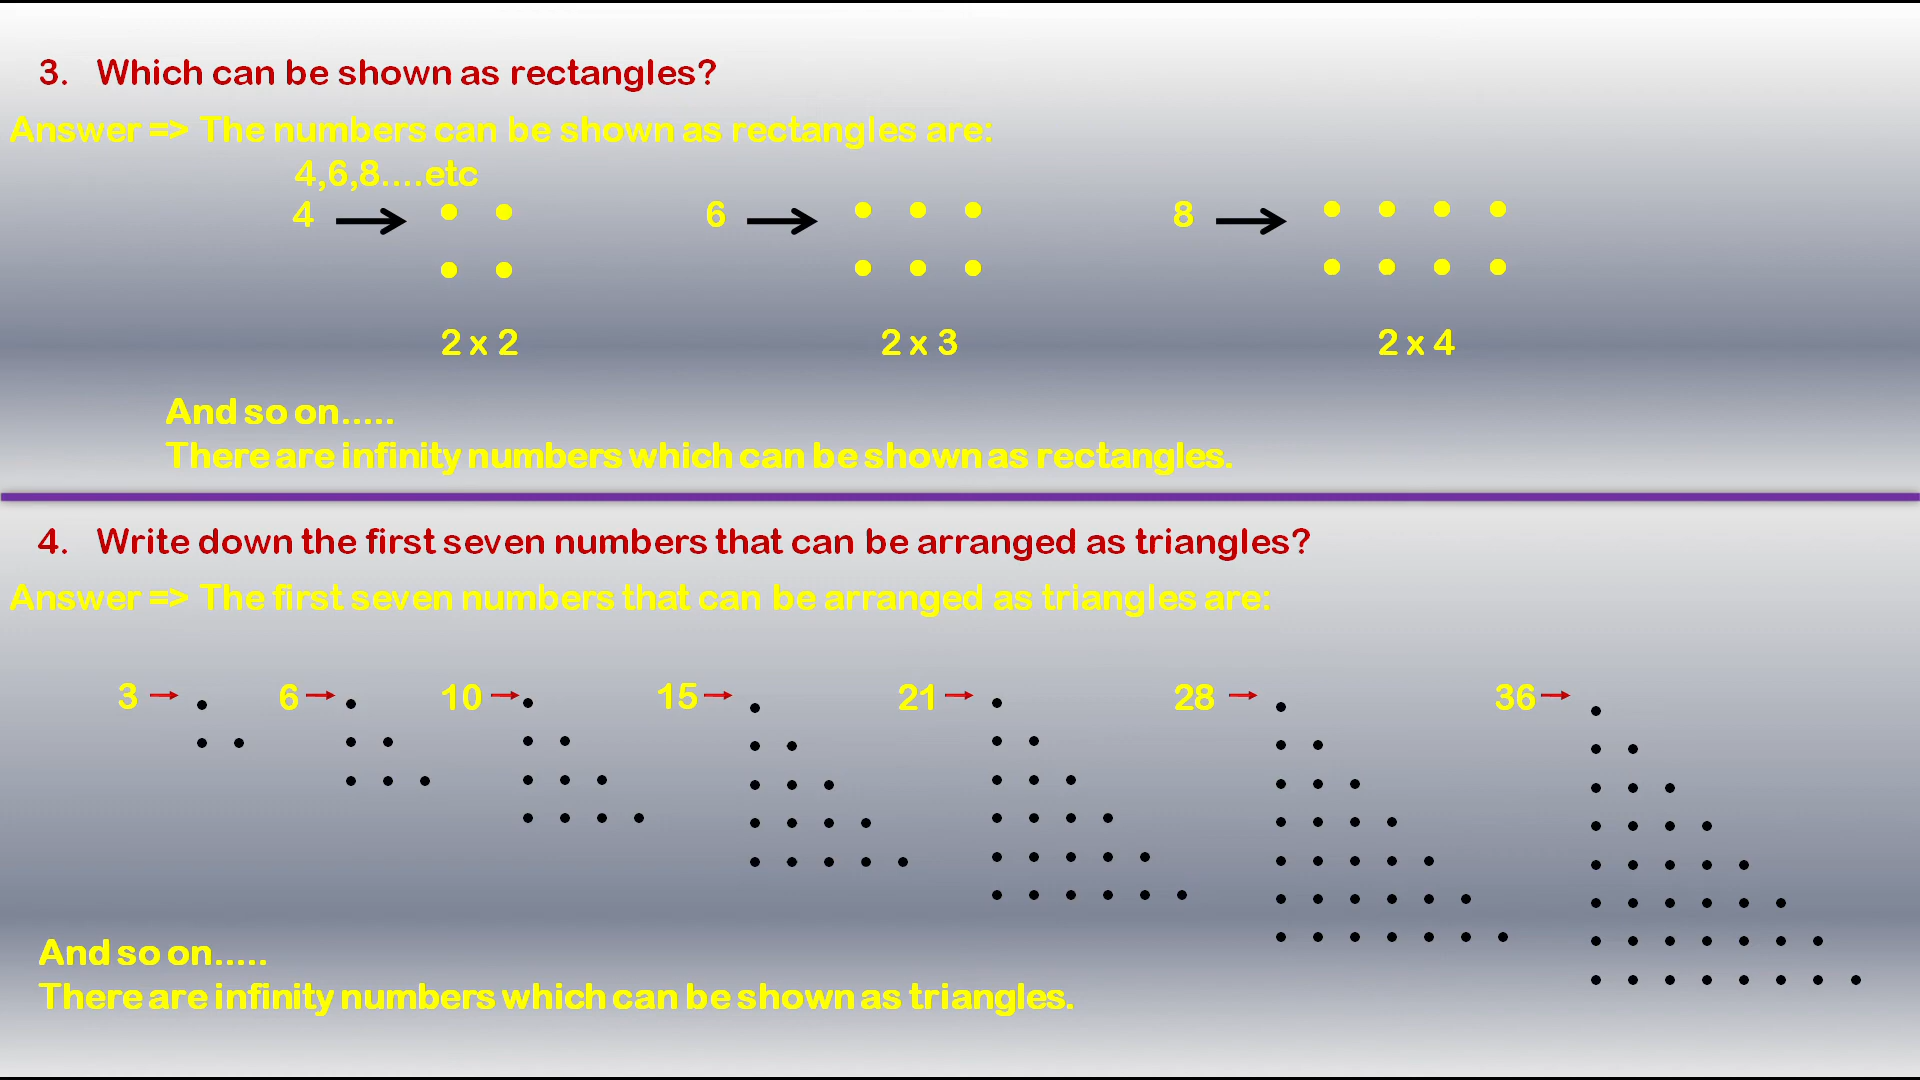 3. Which can be shown as rectangles?
Answer => The numbers can be shown as rectangles are:
4,6,8....etc
4 6 8
2 x 2 2 x 3 2 x 4
And so on.....
There are infinity numbers which can be shown as rectangles.
4. Write down the first seven numbers that can be arranged as triangles?
Answer => The first seven numbers that can be arranged as triangles are:
3 6 10 15 21 28 36
And so on.....
There are infinity numbers which can be shown as triangles.